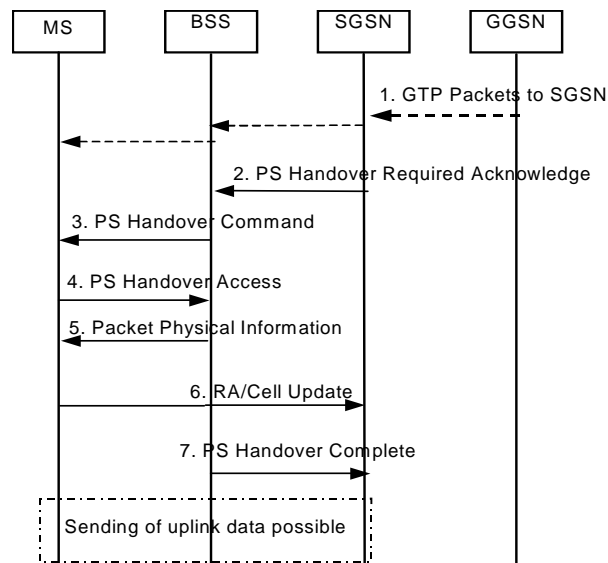 MS
BSS
SGSN
GGSN
1. GTP Packets to SGSN
2. PS Handover Required Acknowledge
3. PS Handover Command
4. PS Handover Access
5. Packet Physical Information
6. RA/Cell Update
7. PS Handover Complete
Sending of uplink data possible